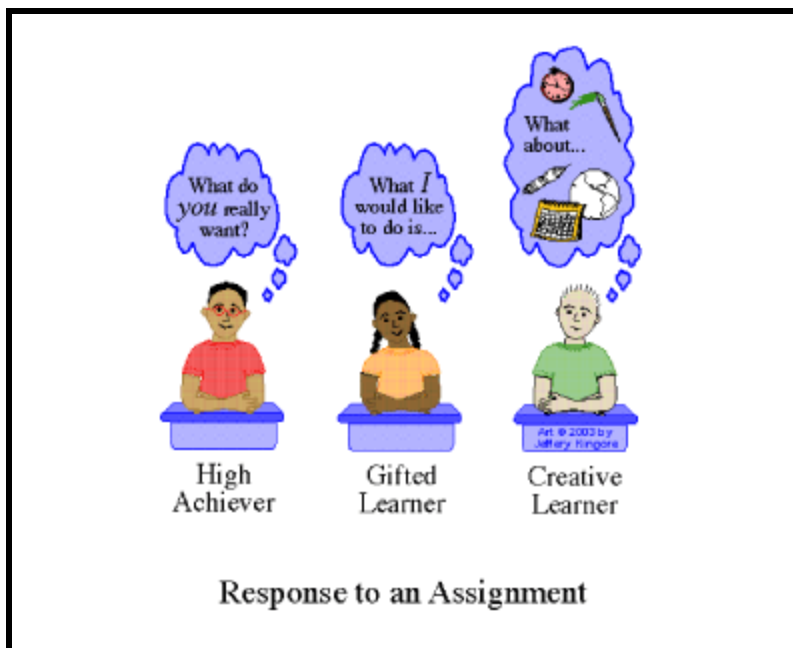 What do
you really
want?
What I
would like
to do is...
What
about...
Art © 2003 by
Jeffery Kingore
High
Achiever
Gifted
Learner
Creative
Learner
Response to an Assignment